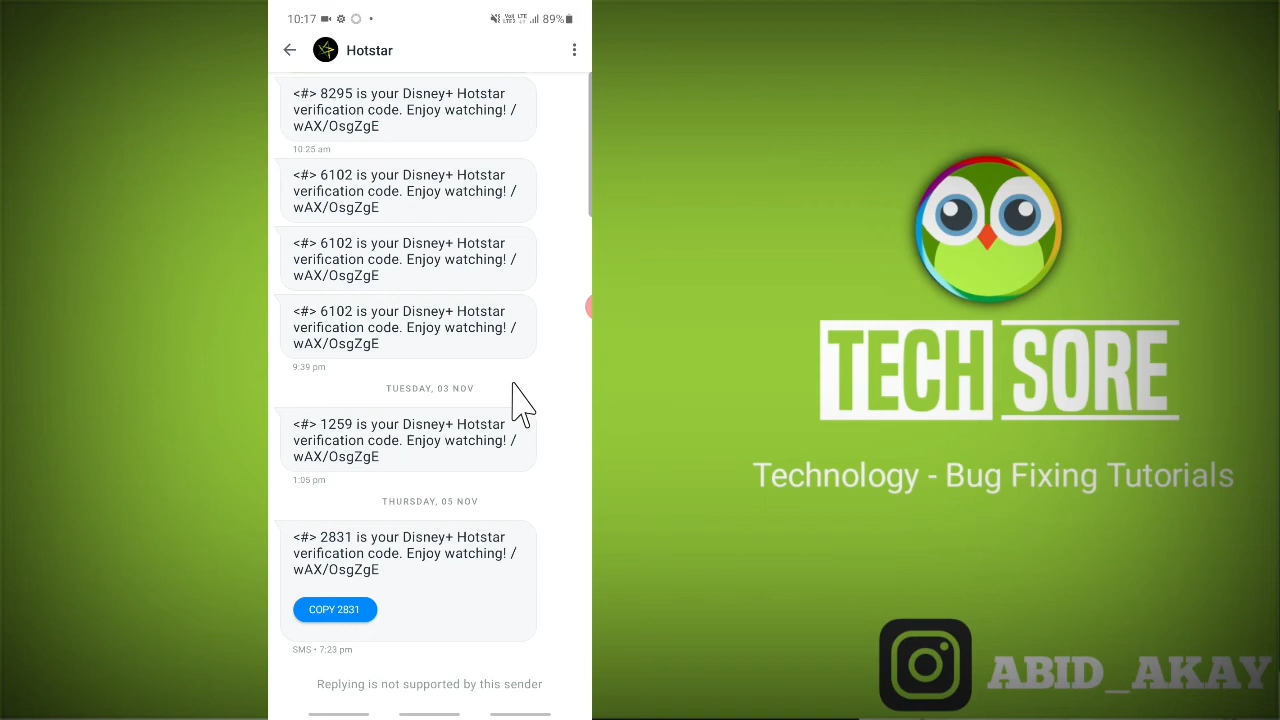 10:17
VoI) LTE
LTE2
89%
Hotstar
<#> 8295 is your Disney+ Hotstar
verification code. Enjoy watching! /
wAX/OsgZgE
10:25 am
<#> 6102 is your Disney+ Hotstar
verification code. Enjoy watching! /
wAX/OsgZgE
<#> 6102 is your Disney+ Hotstar
verification code. Enjoy watching! /
wAX/OsgZgE
<#> 6102 is your Disney+ Hotstar
verification code. Enjoy watching! /
wAX/OsgZgE
9:39 pm
TUESDAY, 03 NOV
<#> 1259 is your Disney+ Hotstar
verification code. Enjoy watching! /
wAX/OsgZgE
1:05 pm
THURSDAY, 05 NOV
<#> 2831 is your Disney+ Hotstar
verification code. Enjoy watching! /
wAX/OsgZgE
COPY 2831
SMS • 7:23 pm
Replying is not supported by this sender
TECH SORE
Technology - Bug Fixing Tutorials
ABID_AKAY